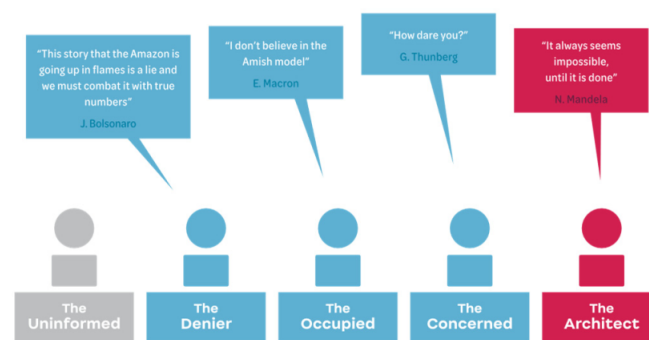 “This story that the Amazon is
going up in flames is a lie and
we must combat it with true
numbers”
J. Bolsonaro
“I don’t believe in the
Amish model”
E. Macron
“How dare you?”
G. Thunberg
“It always seems
impossible,
until it is done”
N. Mandela
The
Uninformed
The
Denier
The
Occupied
The
Concerned
The
Architect